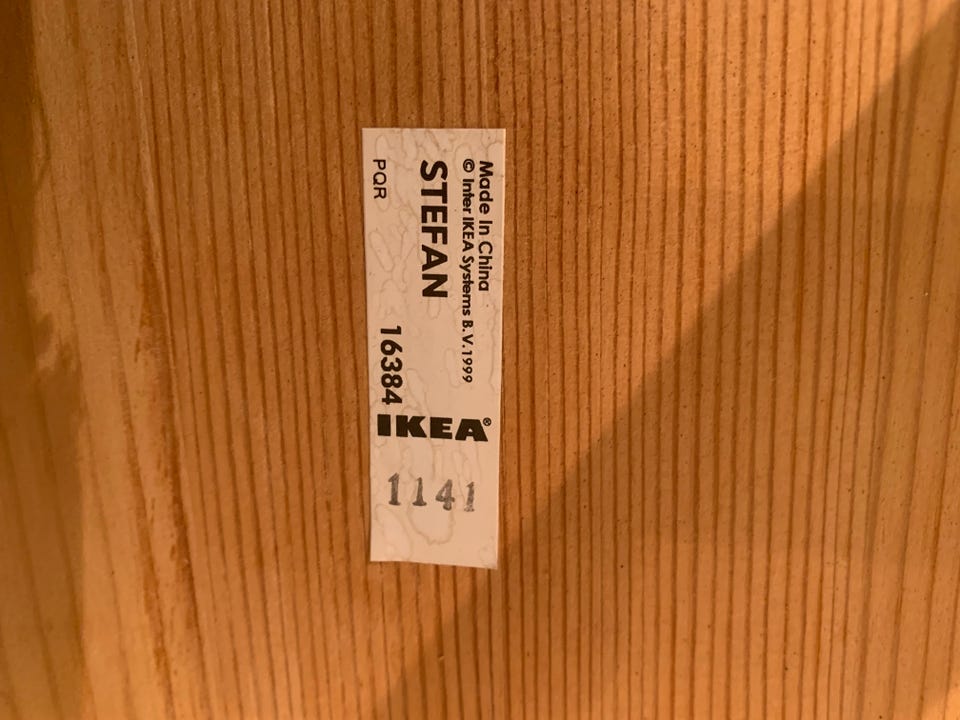 Made In China
© Inter IKEA Systems B.V.1999
STEFAN
PQR
16384
IKEA®
1141